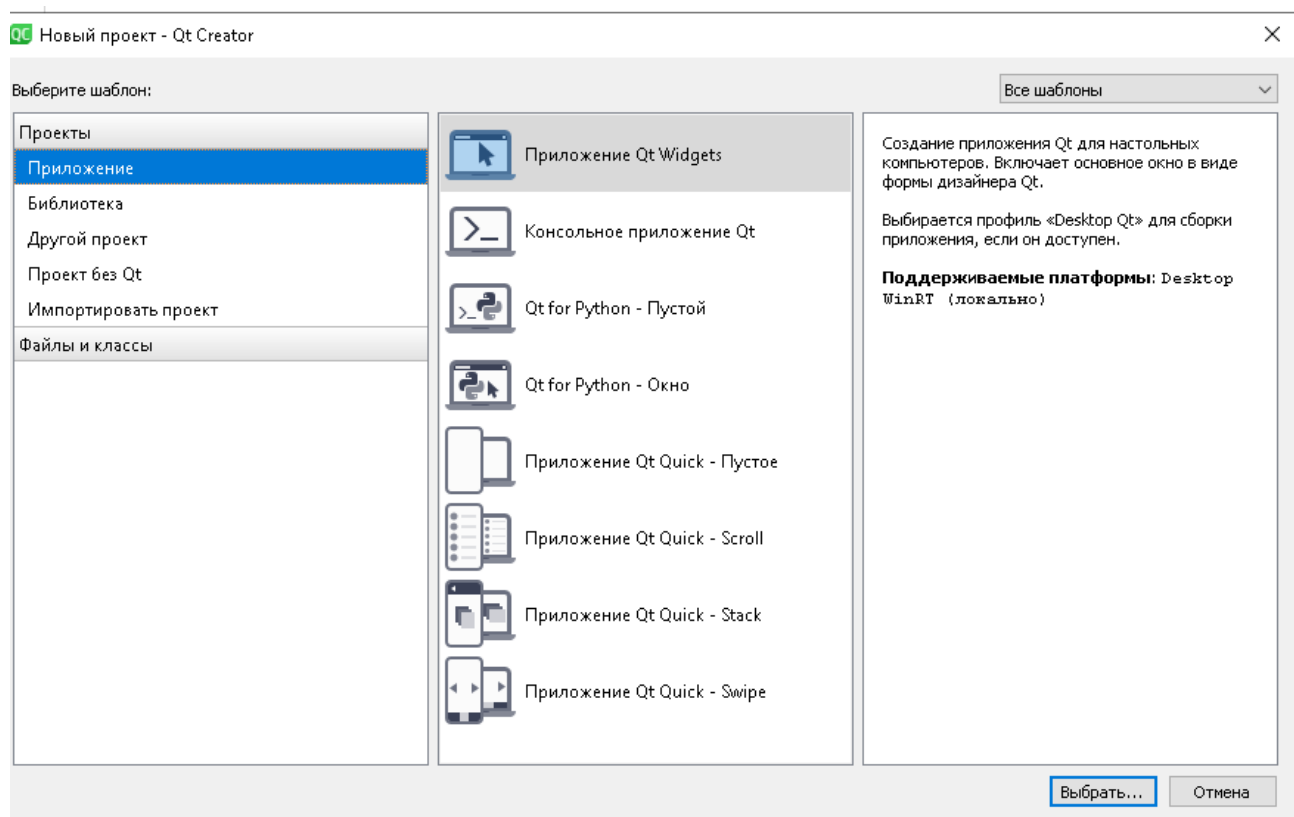 QC Новый проект - Qt Creator
Выберите шаблон:
Все шаблоны
Проекты
Приложение
Библиотека
Другой проект
Проект без Qt
Импортировать проект
Файлы и классы
Приложение Qt Widgets
Консольное приложение Qt
Qt for Python - Пустой
Qt for Python - Окно
Приложение Qt Quick - Пустое
Приложение Qt Quick - Scroll
Приложение Qt Quick - Stack
Приложение Qt Quick - Swipe
Создание приложения Qt для настольных
компьютеров. Включает основное окно в виде
формы дизайнера Qt.
Выбирается профиль «Desktop Qt» для сборки
приложения, если он доступен.
Поддерживаемые платформы: Desktop
WinRT (локально)
Выбрать...
Отмена